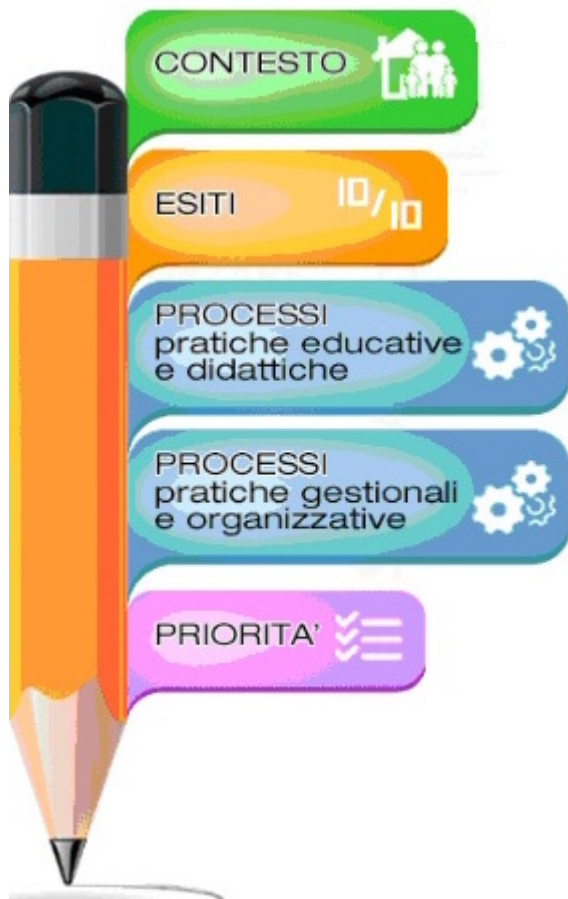 CONTESTO
ESITI 10/10
PROCESSI
pratiche educative
e didattiche
PROCESSI
pratiche gestionali
e organizzative
PRIORITA'